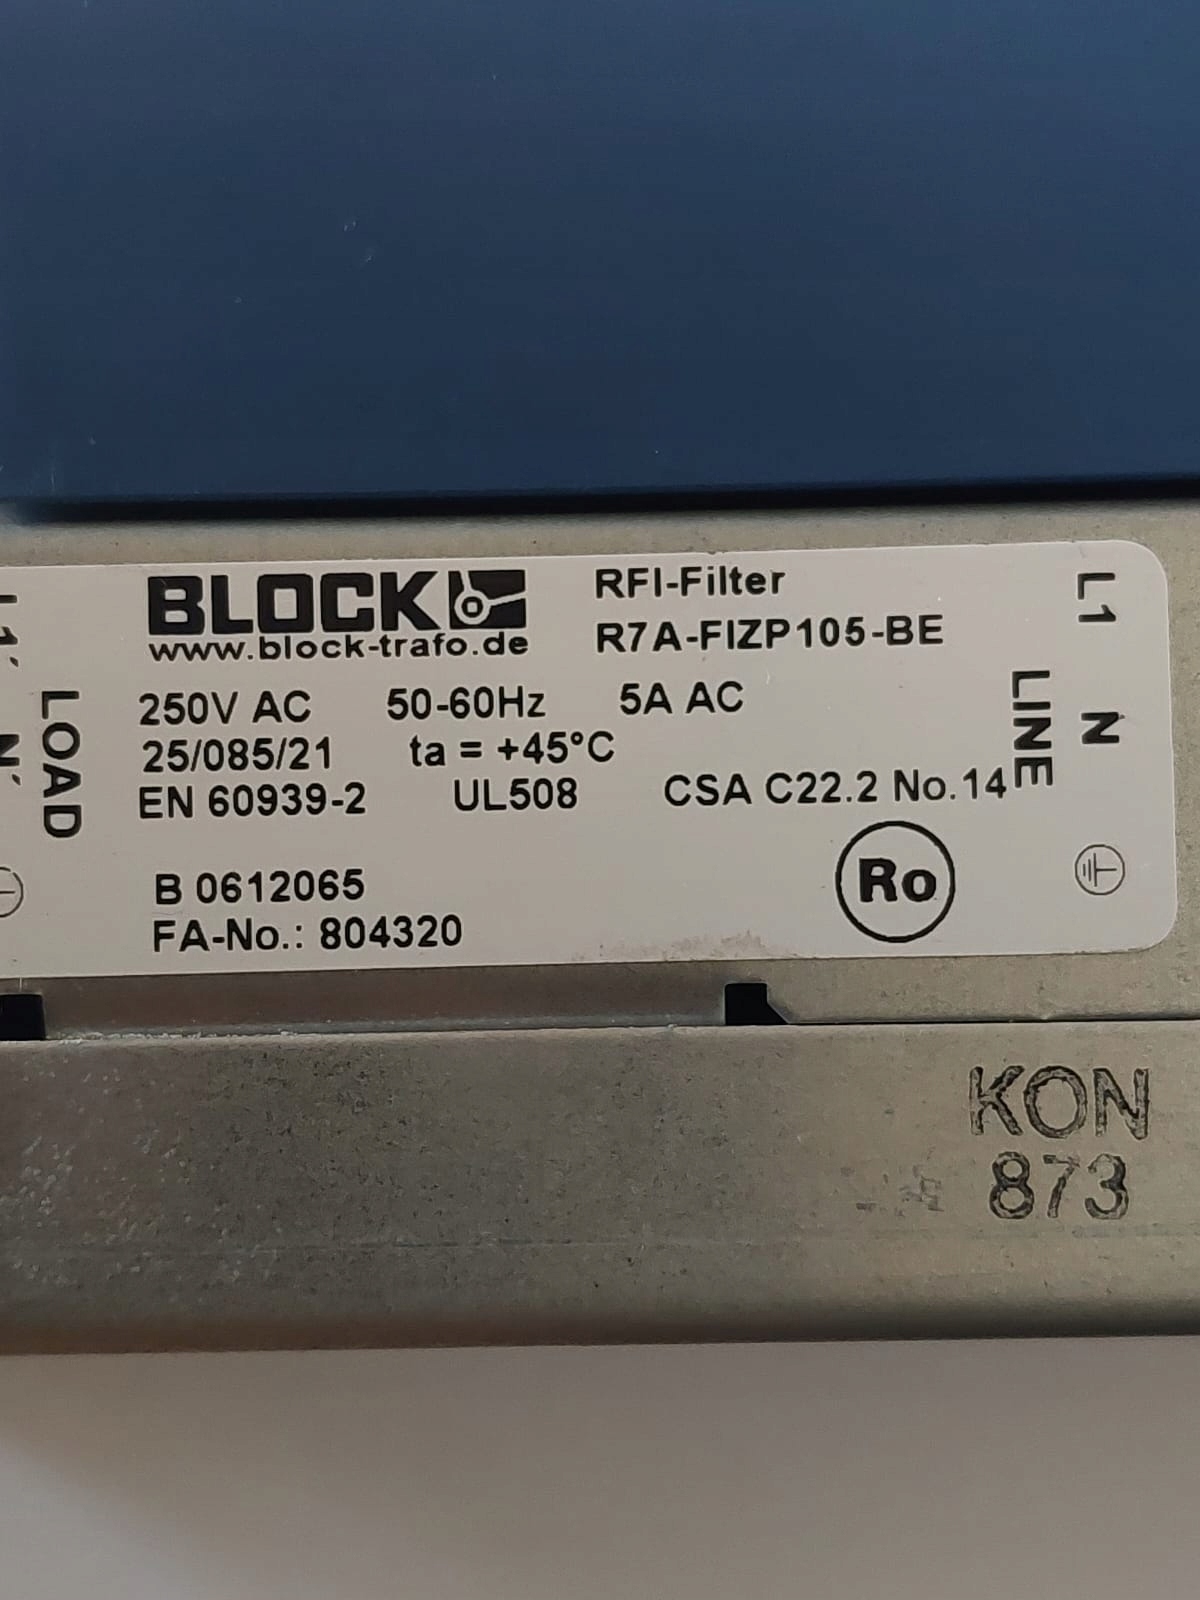 BLOCK
www.block-trafo.de
RFI-Filter
R7A-FIZP105-BE
250V AC 50-60Hz 5A AC
25/085/21 ta = +45°C
EN 60939-2 UL508 CSA C22.2 No.14
B 0612065
FA-No.: 804320
Ro
L1'
N'
LOAD
L1
N
LINE
KON
873